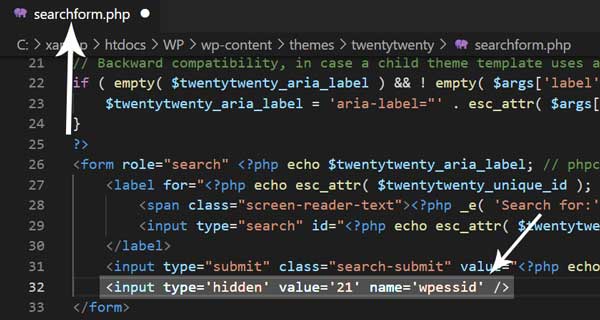 searchform.php
C: > xampp > htdocs > WP > wp-content > themes > twentytwenty > searchform.php
21 // Backward compatibility, in case a child theme template uses a
22 if ( empty( $twentytwenty_aria_label ) && ! empty( $args['label'
23 $twentytwenty_aria_label = 'aria-label="' . esc_attr( $args[
24 }
25 ?>
26 <form role="search" <?php echo $twentytwenty_aria_label; // phpc
27 <label for="<?php echo esc_attr( $twentytwenty_unique_id );
28 <span class="screen-reader-text"><?php _e( 'Search for:'
29 <input type="search" id="<?php echo esc_attr( $twentytwe
30 </label>
31 <input type="submit" class="search-submit" value="<?php echo
32 <input type='hidden' value='21' name='wpessid' />
33 </form>